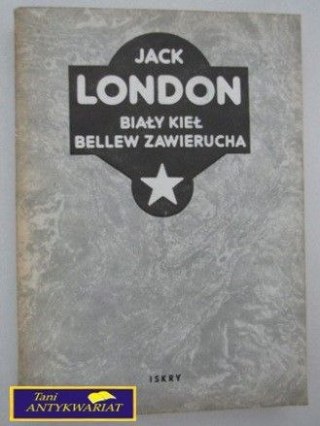 JACK
LONDON
BIAŁY KIEŁ
BELLEW ZAWIERUCHA
ISKRY
Tani
ANTYKWARIAT